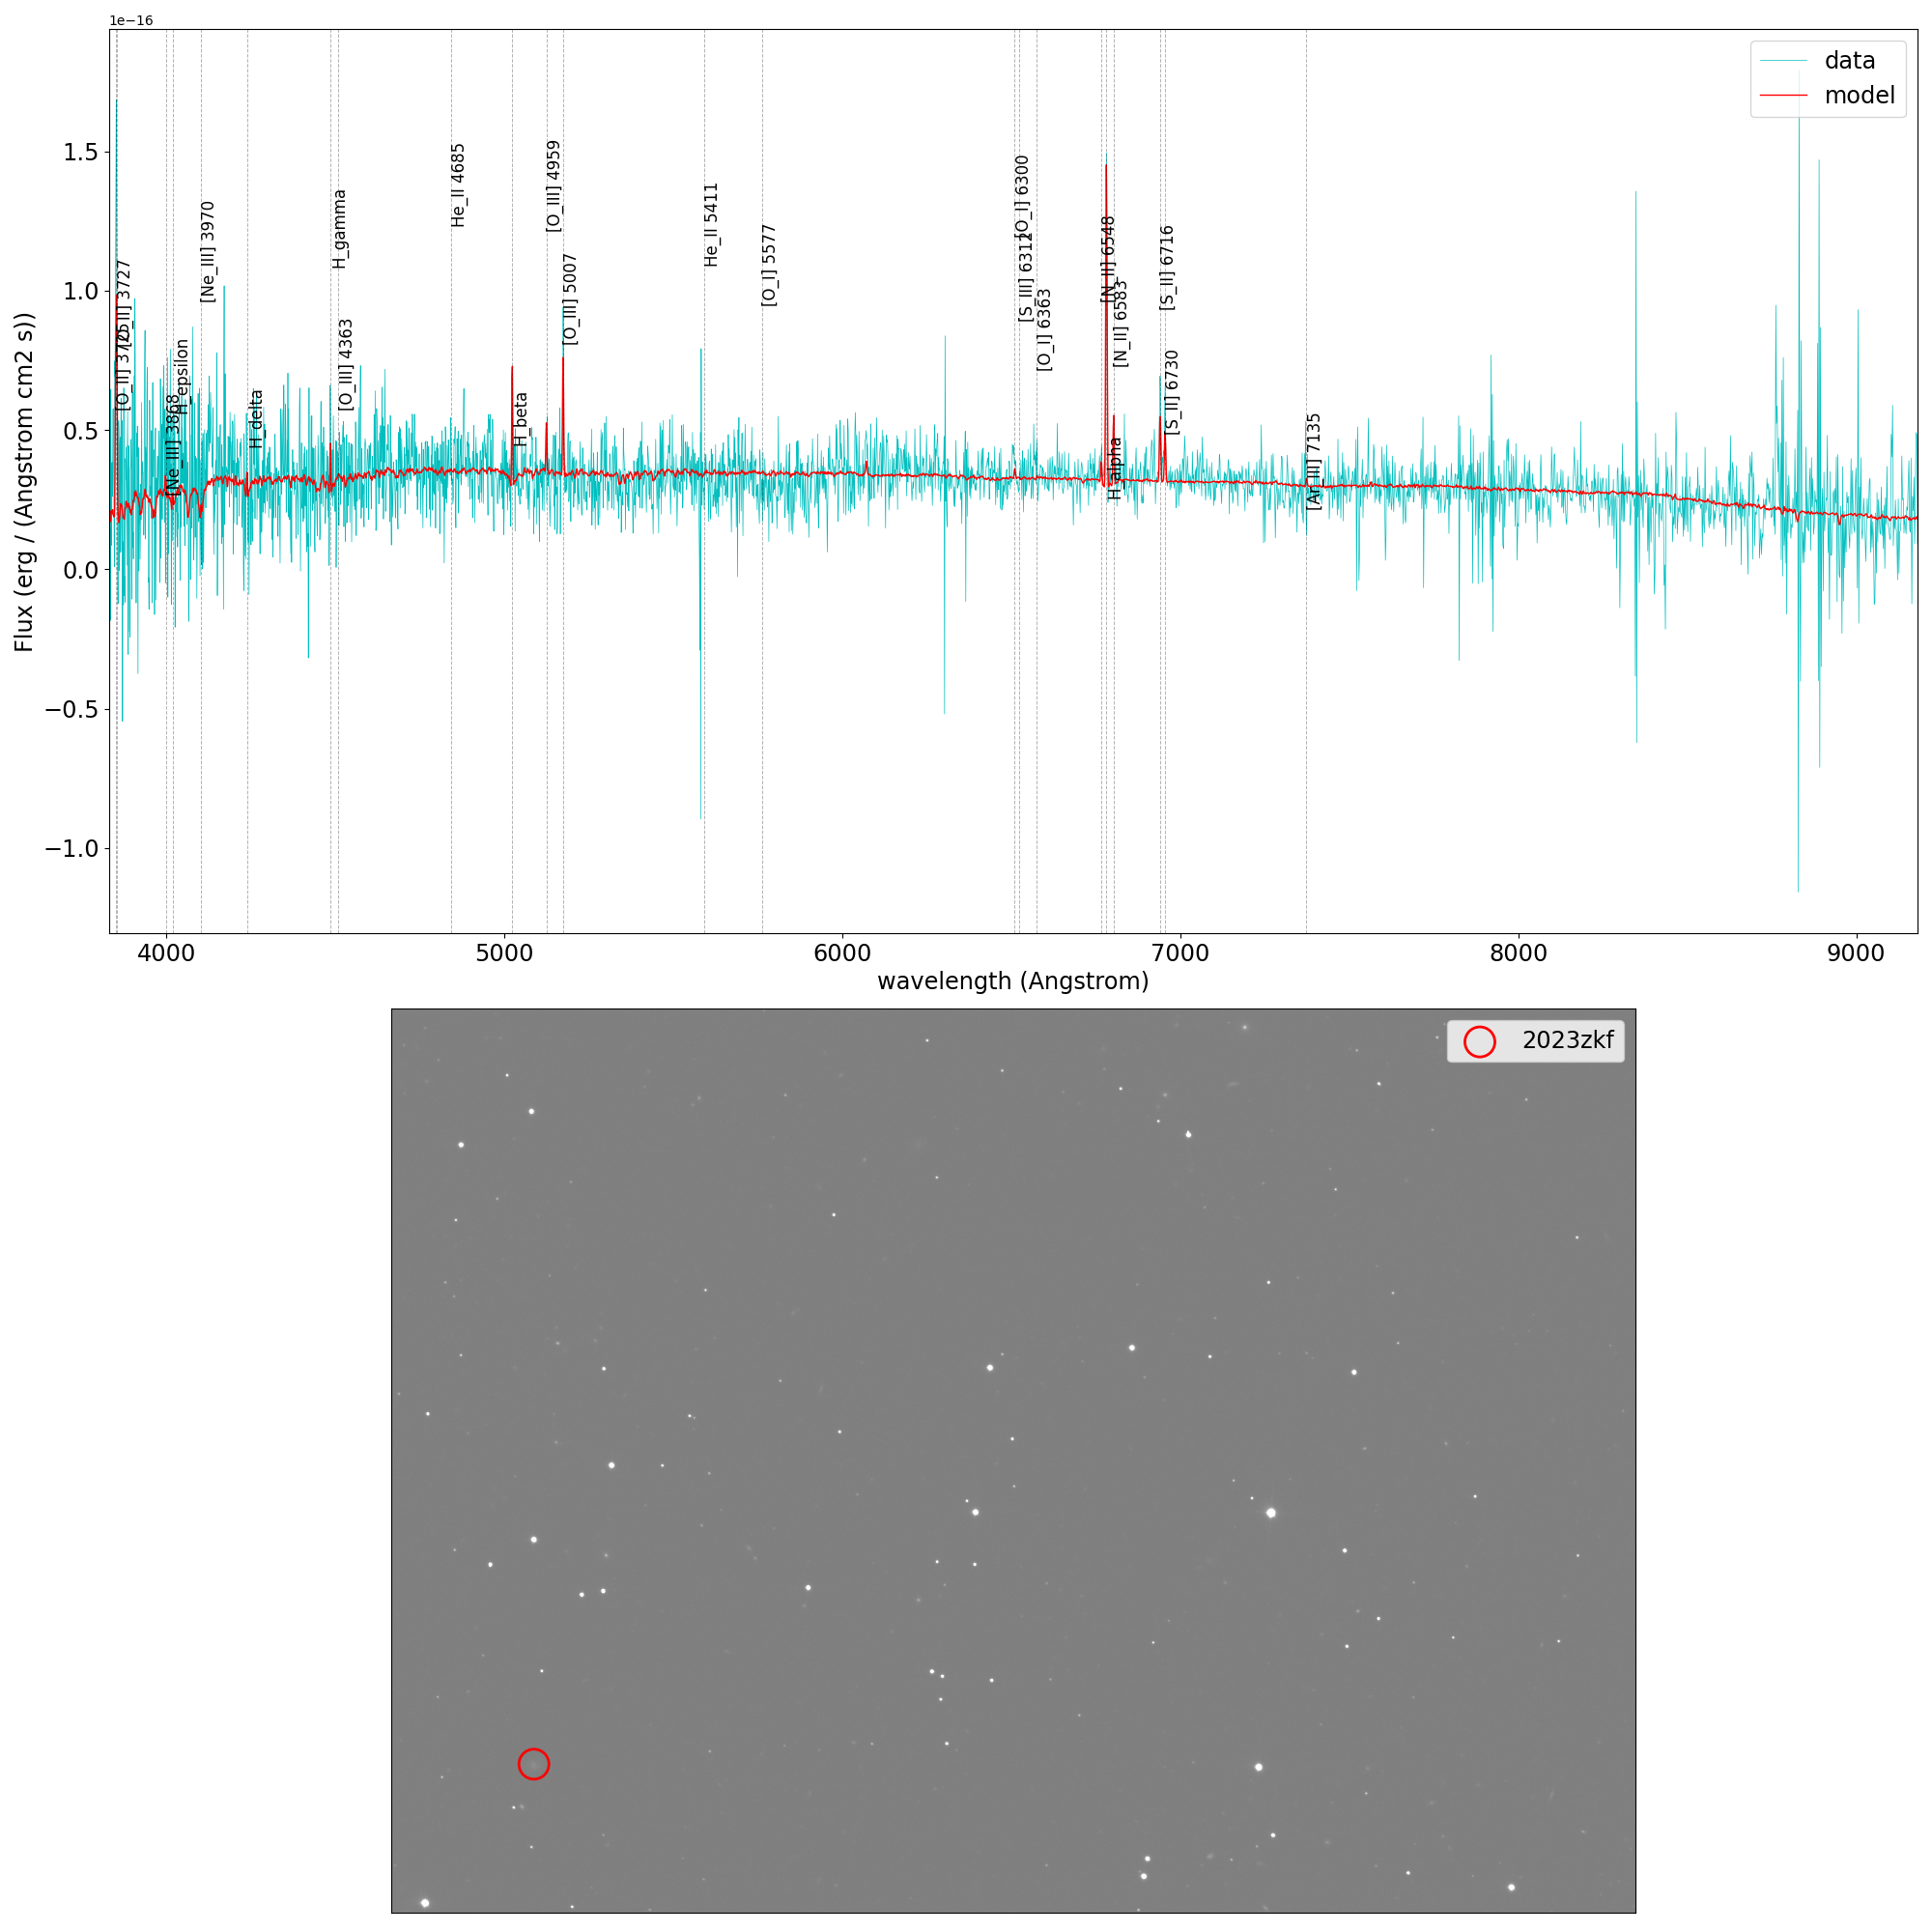 1e−16
data
model
1.5
1.0
0.5
0.0
−0.5
−1.0
Flux (erg / (Angstrom cm2 s))
[O_II] 3727
[Ne_III] 3868
H_epsilon
[Ne_III] 3970
H_delta
H_gamma
[O_III] 4363
He_II 4685
H_beta
[O_III] 4959
[O_III] 5007
He_II 5411
[O_I] 5577
[O_I] 6300
[S_III] 6312
[O_I] 6363
[N_II] 6548
H_alpha
[N_II] 6583
[S_II] 6716
[S_II] 6730
[Ar_III] 7135
4000 5000 6000 7000 8000 9000
wavelength (Angstrom)
2023zkf